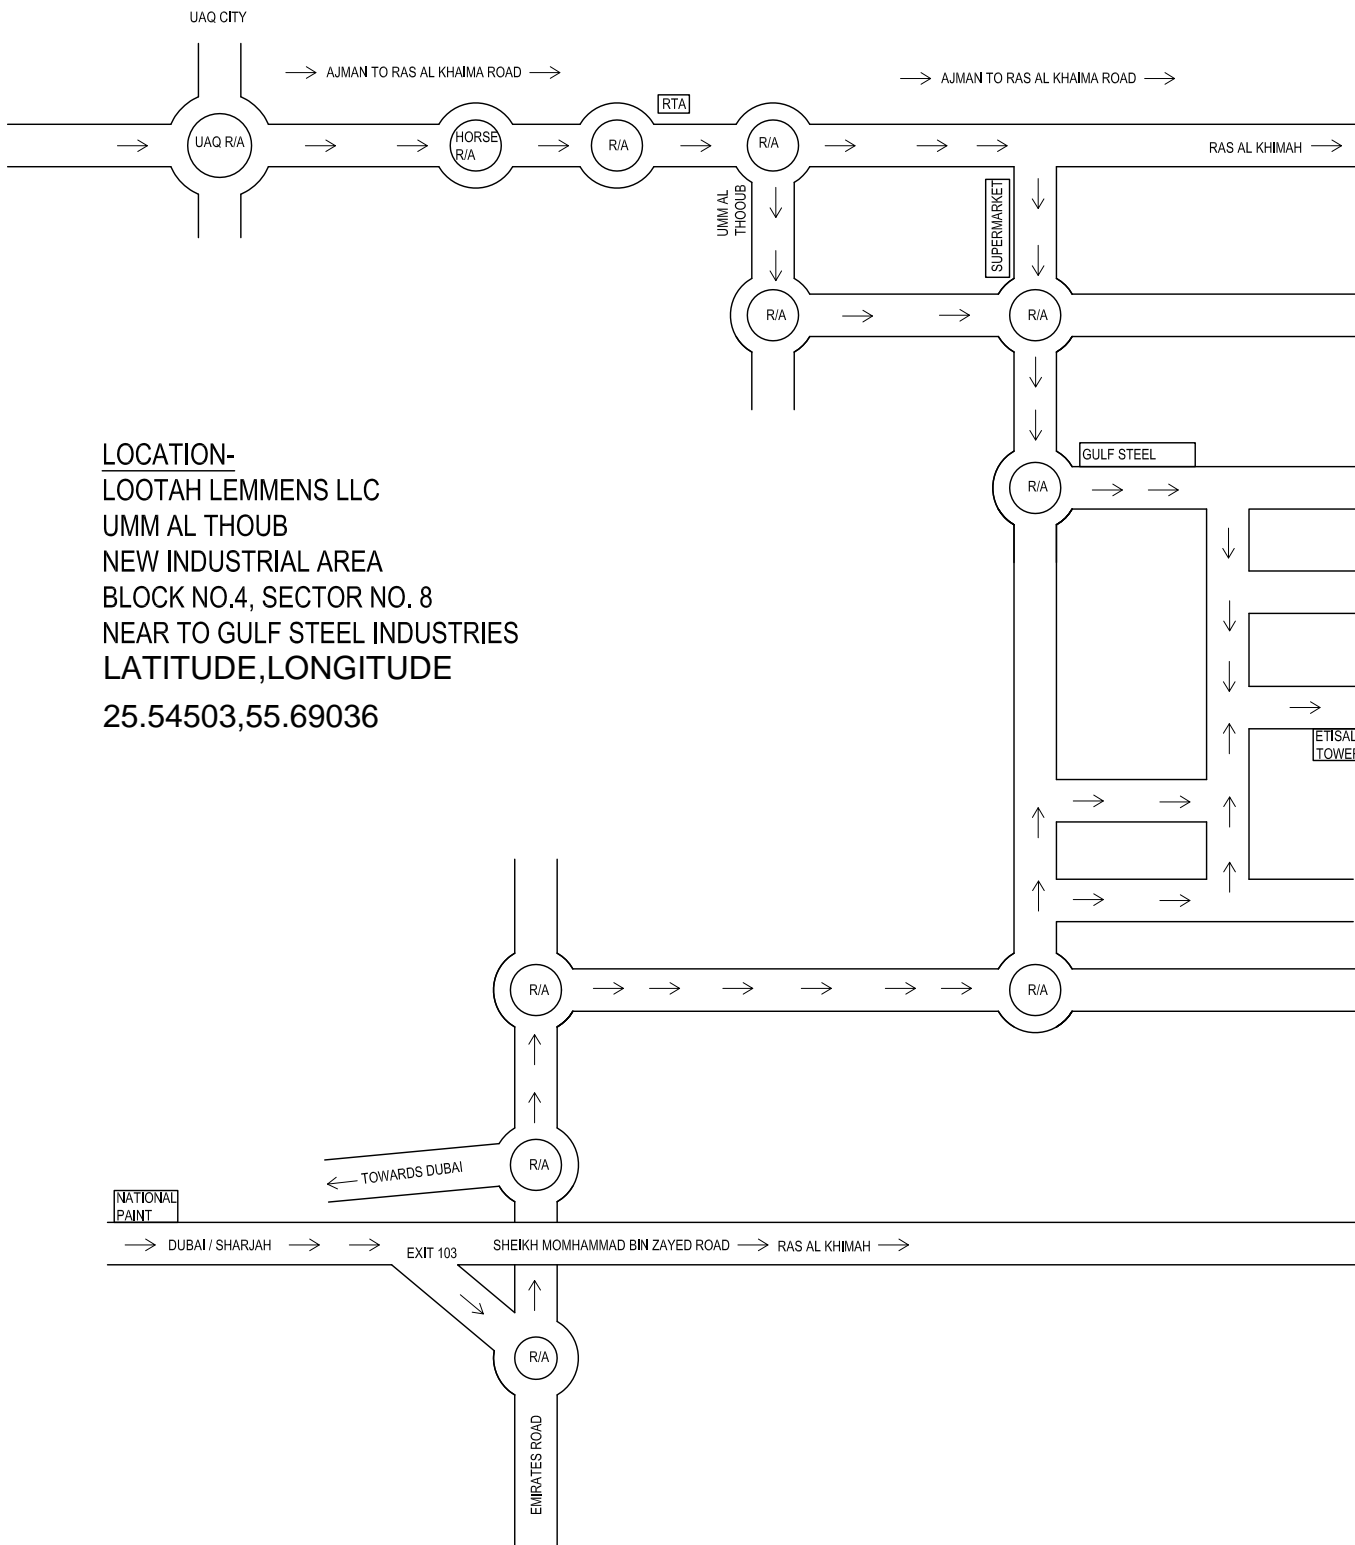 UAQ CITY
AJMAN TO RAS AL KHAIMA ROAD
AJMAN TO RAS AL KHAIMA ROAD
RTA
UAQ R/A
HORSE
R/A
R/A
R/A
RAS AL KHIMAH
UMM AL
THOOUB
SUPERMARKET
R/A
R/A
LOCATION-
LOOTAH LEMMENS LLC
UMM AL THOUB
NEW INDUSTRIAL AREA
BLOCK NO.4, SECTOR NO. 8
NEAR TO GULF STEEL INDUSTRIES
LATITUDE,LONGITUDE
25.54503,55.69036
GULF STEEL
R/A
ETISAL
TOWER
R/A
R/A
R/A
TOWARDS DUBAI
NATIONAL
PAINT
DUBAI / SHARJAH
EXIT 103
SHEIKH MOMHAMMAD BIN ZAYED ROAD
RAS AL KHIMAH
R/A
EMIRATES ROAD